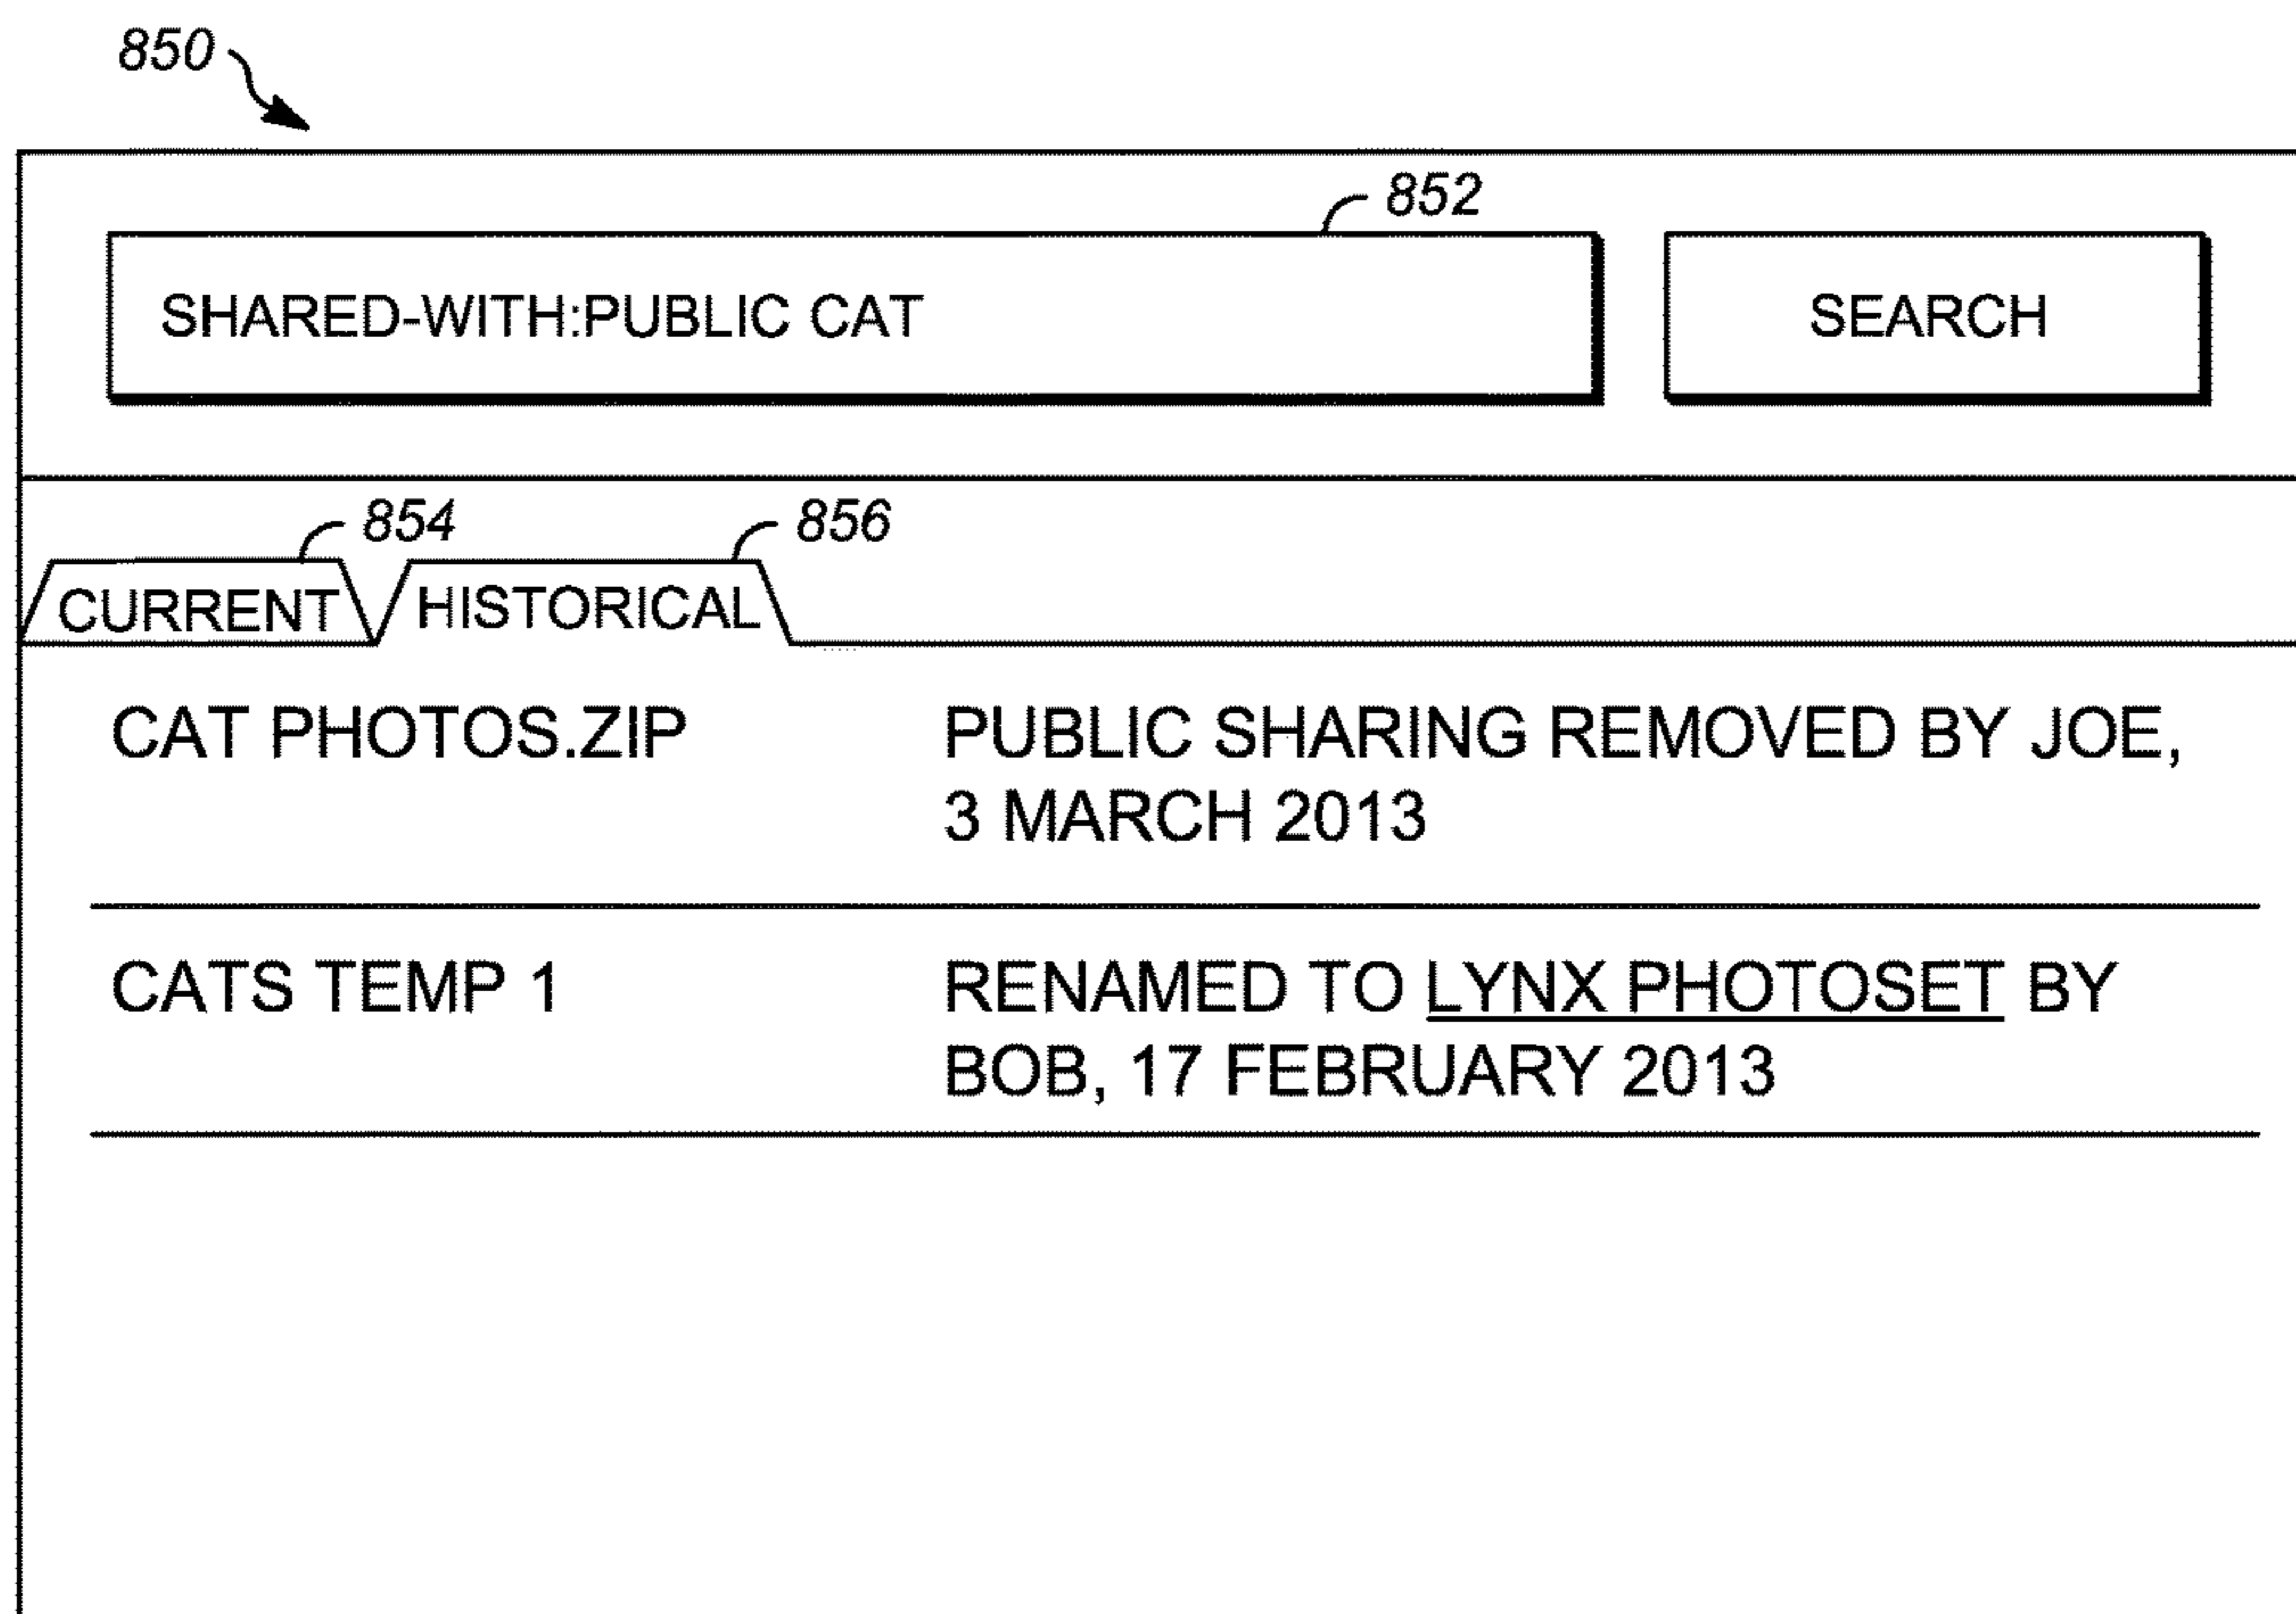 850
852
SHARED-WITH:PUBLIC CAT
SEARCH
854
856
CURRENT
HISTORICAL
CAT PHOTOS.ZIP
PUBLIC SHARING REMOVED BY JOE,
3 MARCH 2013
CATS TEMP 1
RENAMED TO LYNX PHOTOSET BY
BOB, 17 FEBRUARY 2013